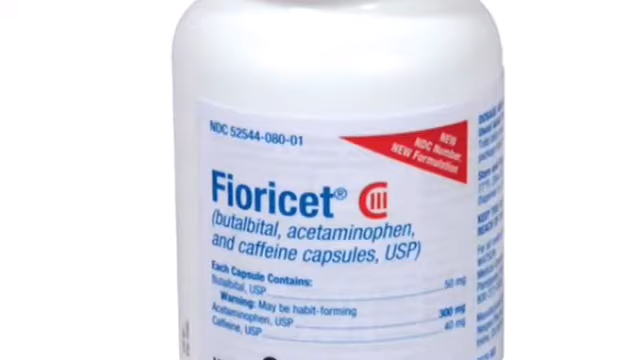 NDC 52544-080-01
NEW
NDC Number,
NEW Formulation
Fioricet® CIII
(butalbital, acetaminophen,
and caffeine capsules, USP)
Each Capsule Contains:
Butalbital, USP 50 mg
Warning: May be habit-forming
Acetaminophen, USP 300 mg
Caffeine, USP 40 mg